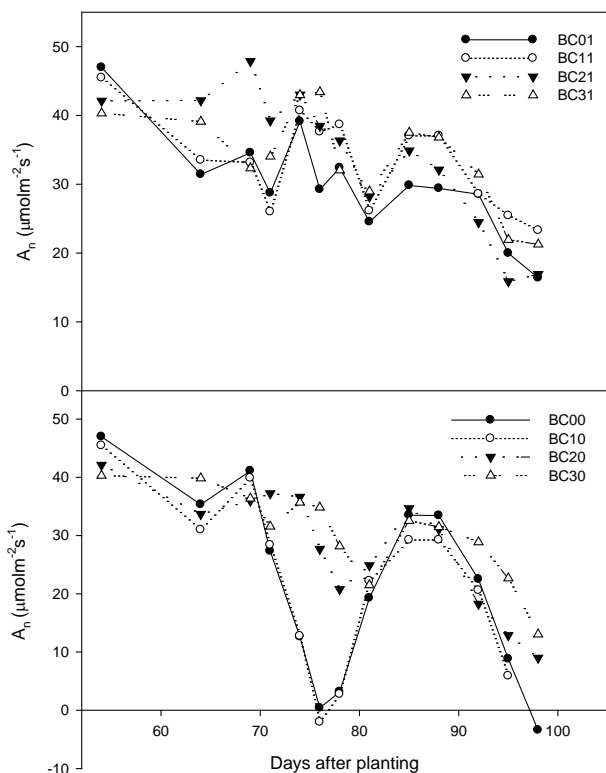 50
40
30
20
10
0
Aₙ (μmolm⁻²s⁻¹)
BC01
BC11
BC21
BC31
50
40
30
20
10
0
-10
Aₙ (μmolm⁻²s⁻¹)
BC00
BC10
BC20
BC30
60 70 80 90 100
Days after planting